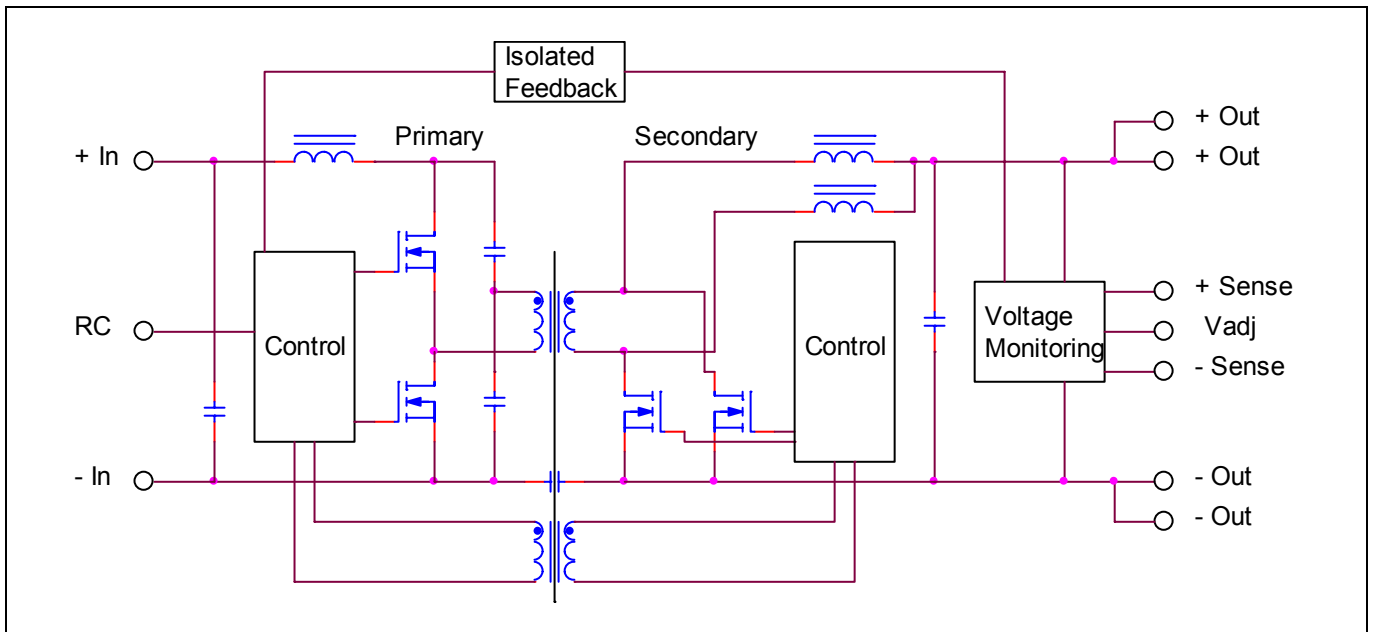 Isolated
Feedback
Primary
Secondary
+ In
+ Out
+ Out
RC
Control
Control
Voltage
Monitoring
+ Sense
Vadj
- Sense
- In
- Out
- Out